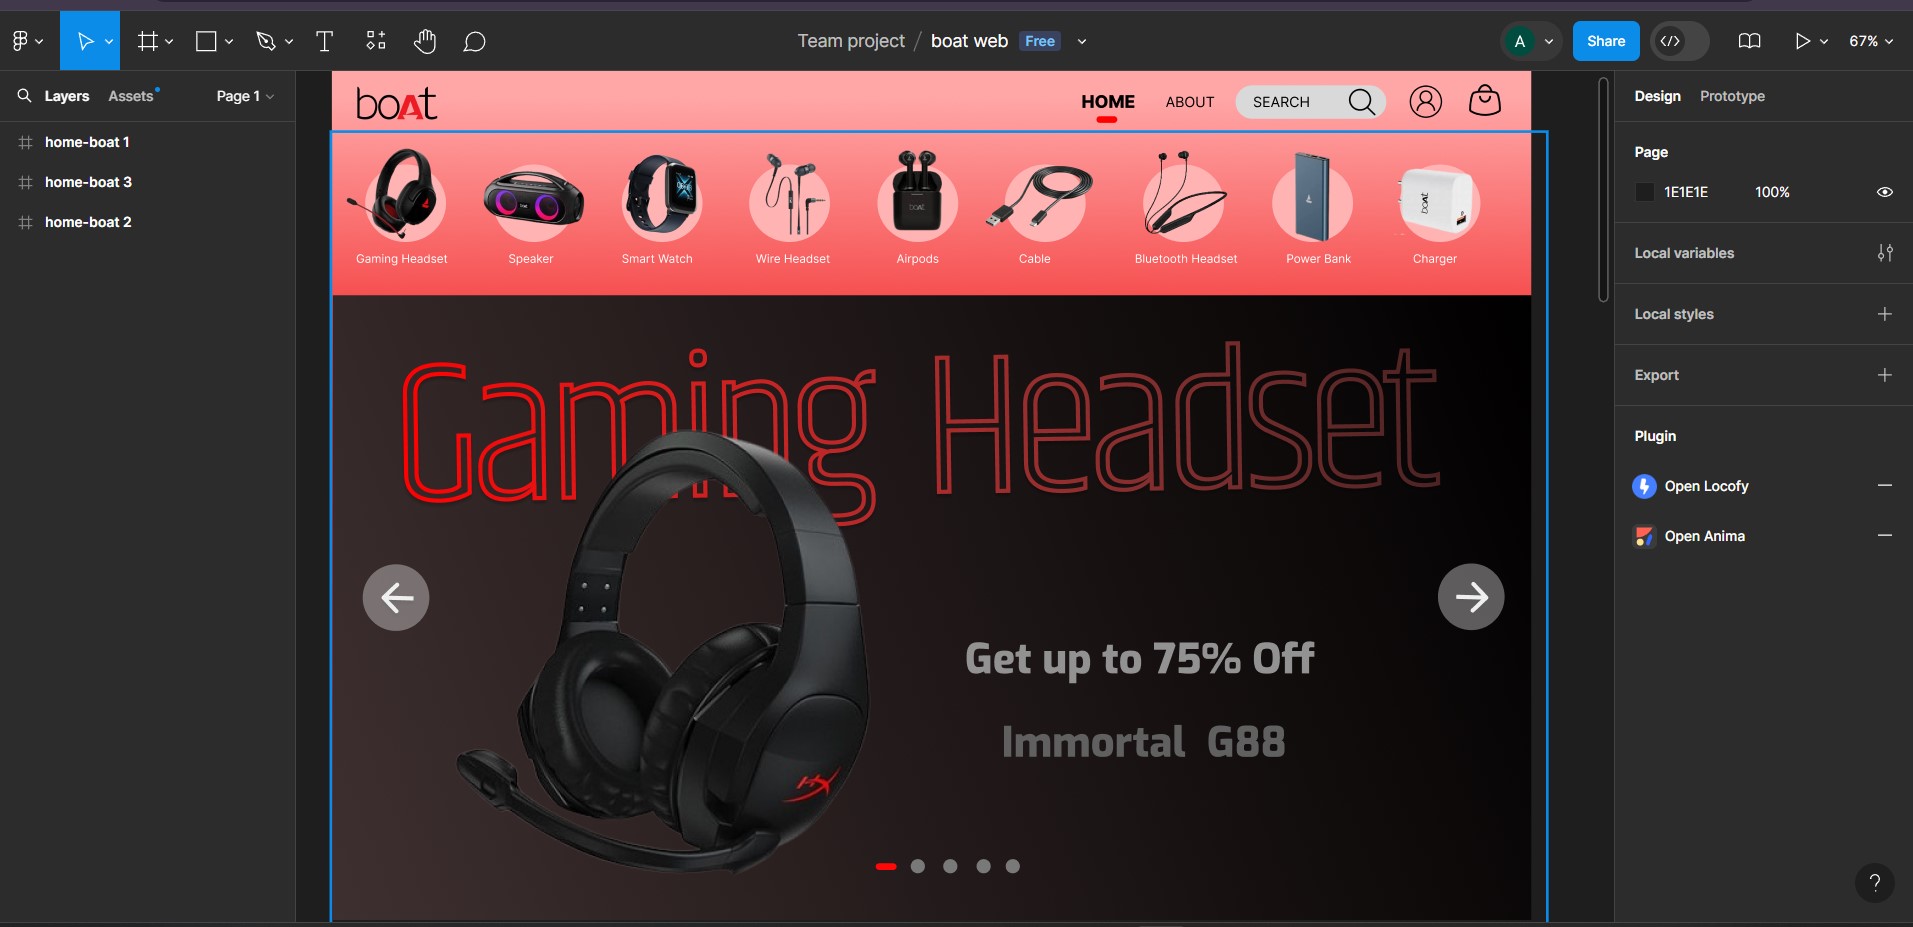 Team project / boat web Free
A
Share
67%
Layers
Assets
Page 1
home-boat 1
home-boat 3
home-boat 2
boAt
HOME
ABOUT
SEARCH
Gaming Headset
Speaker
Smart Watch
Wire Headset
Airpods
Cable
Bluetooth Headset
Power Bank
Charger
Gaming Headset
Get up to 75% Off
Immortal G88
Design
Prototype
Page
1E1E1E
100%
Local variables
Local styles
Export
Plugin
Open Locofy
Open Anima
?